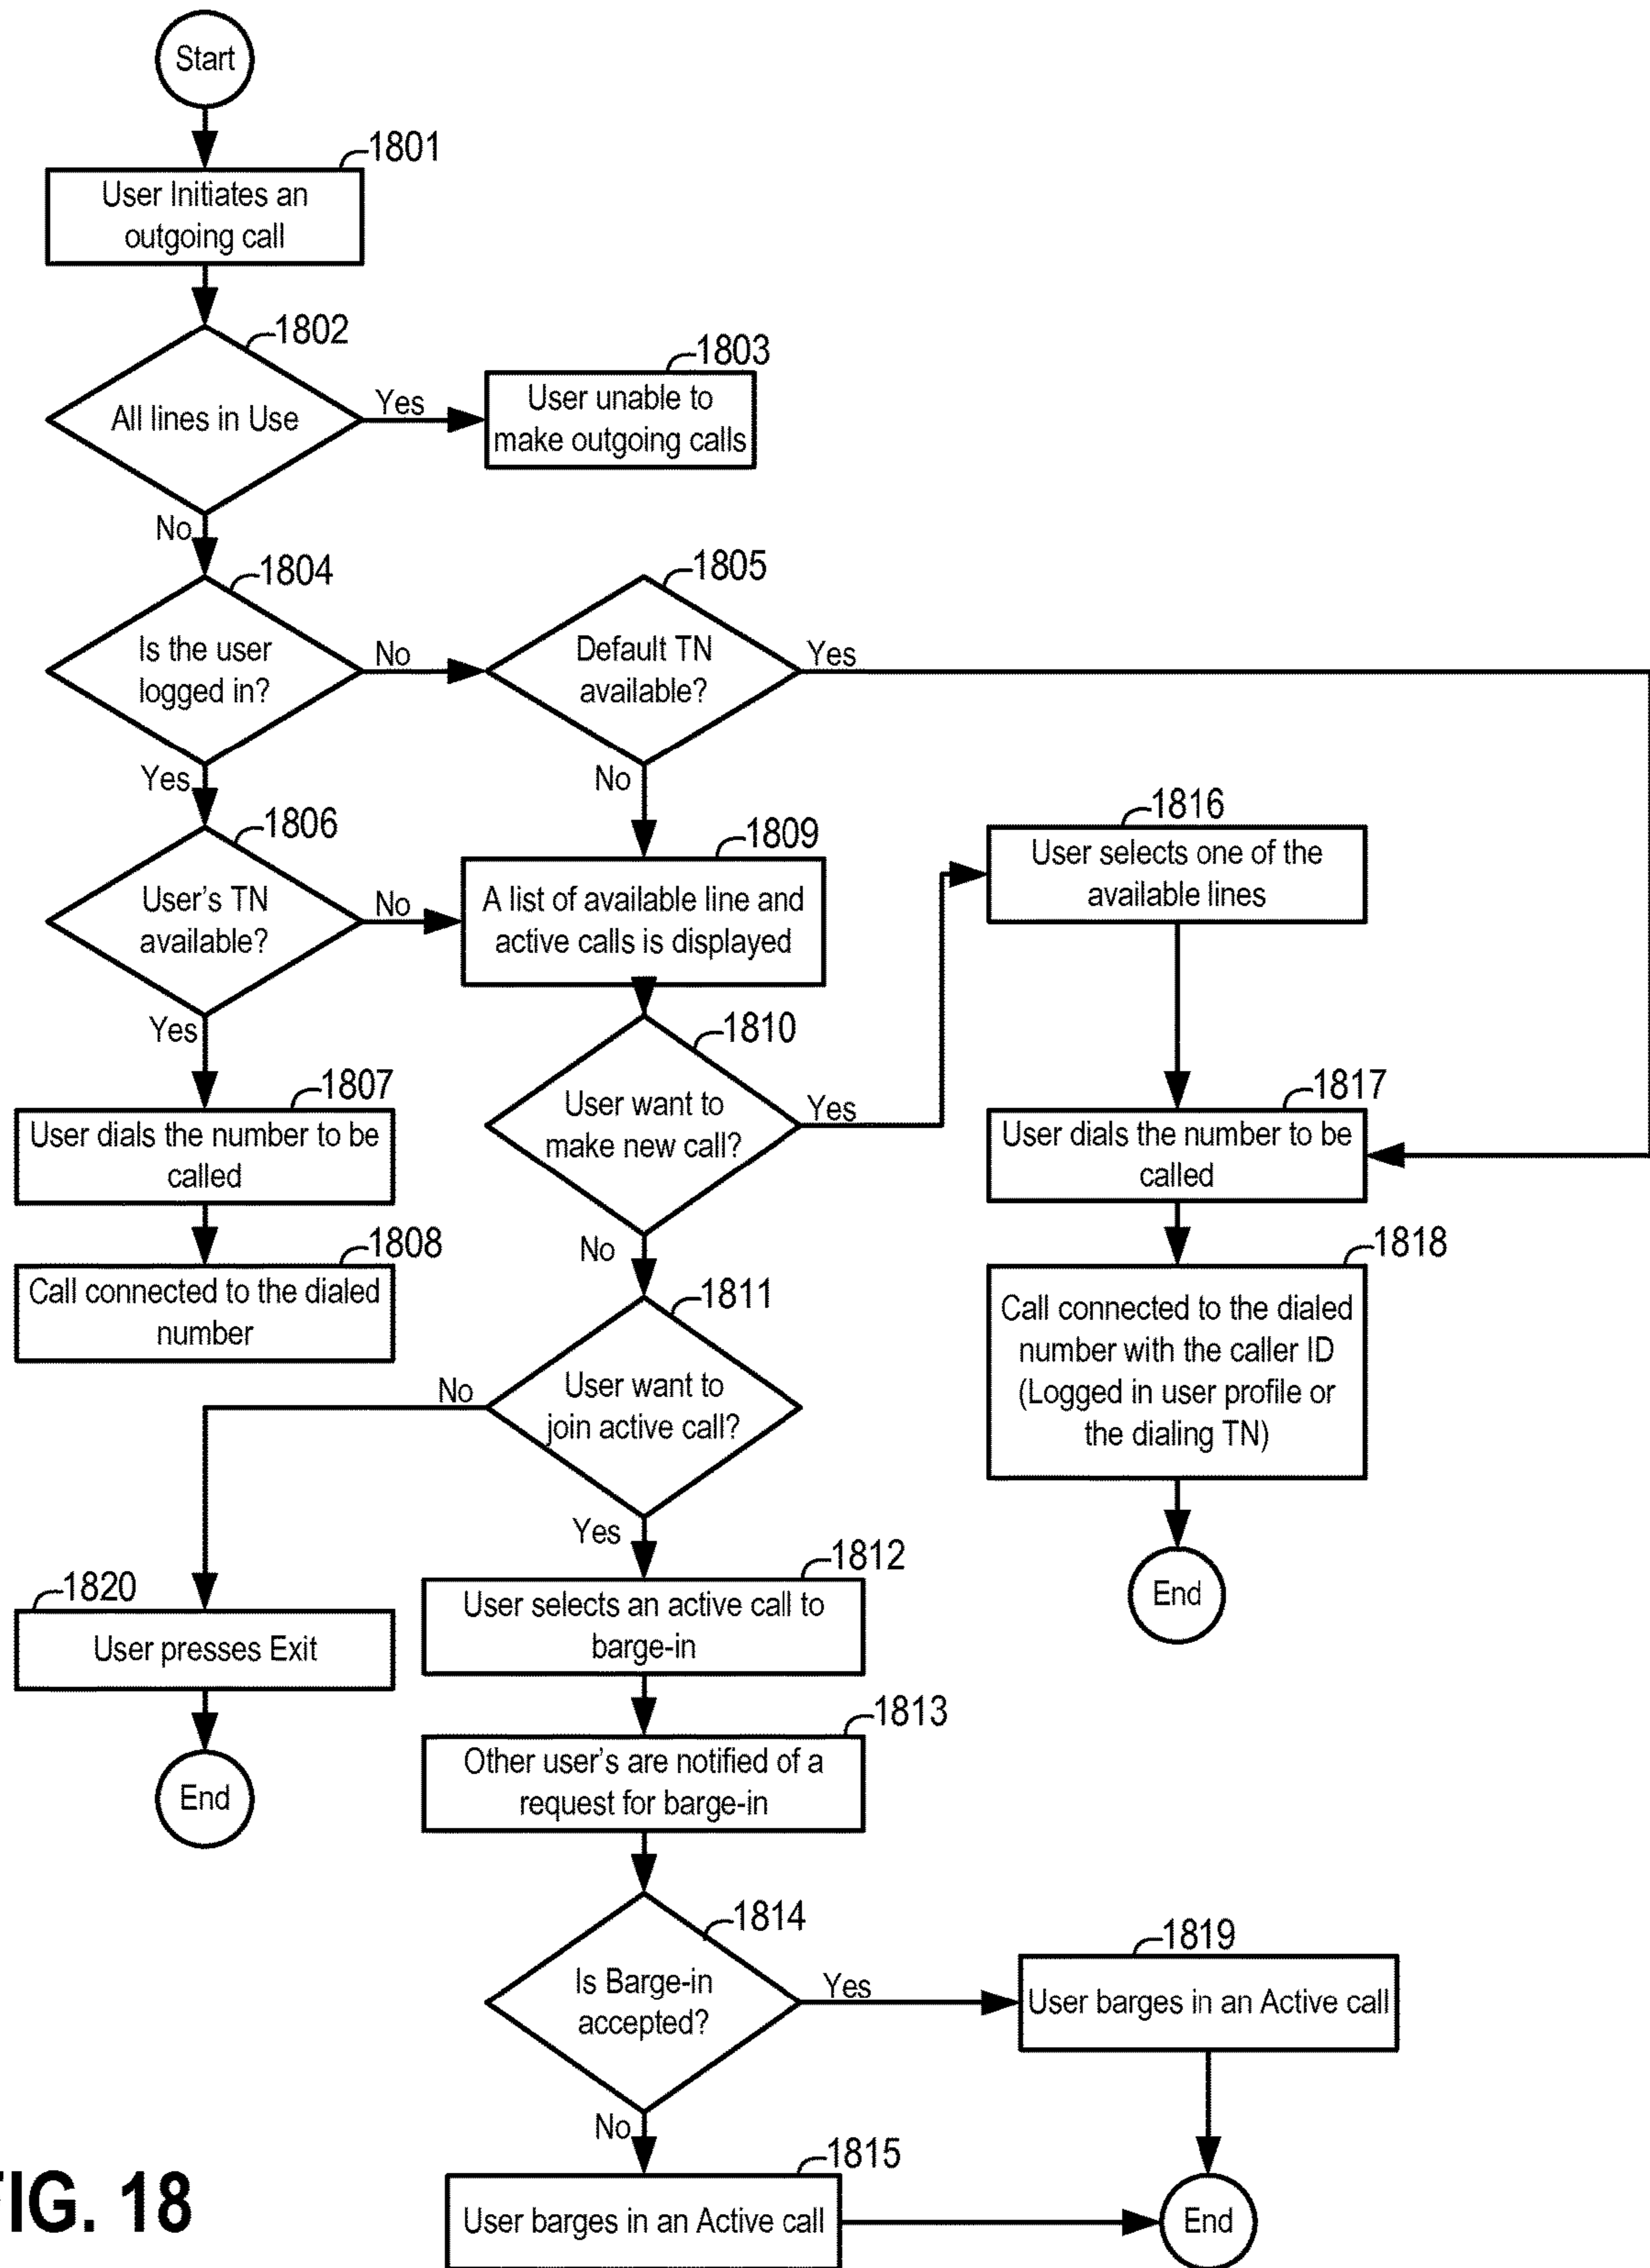 Start
1801
User Initiates an
outgoing call
1802
All lines in Use
Yes
1803
User unable to
make outgoing calls
No
1804
Is the user
logged in?
No
1805
Default TN
available?
Yes
Yes
No
1806
User's TN
available?
No
1809
A list of available line and
active calls is displayed
1816
User selects one of the
available lines
Yes
1810
User want to
make new call?
Yes
1807
User dials the number to be
called
1817
User dials the number to be
called
1808
Call connected to the dialed
number
No
1818
Call connected to the dialed
number with the caller ID
(Logged in user profile or
the dialing TN)
End
1811
User want to
join active call?
No
Yes
1820
User presses Exit
End
1812
User selects an active call to
barge-in
1813
Other user's are notified of a
request for barge-in
1814
Is Barge-in
accepted?
Yes
1819
User barges in an Active call
No
1815
User barges in an Active call
End
FIG. 18